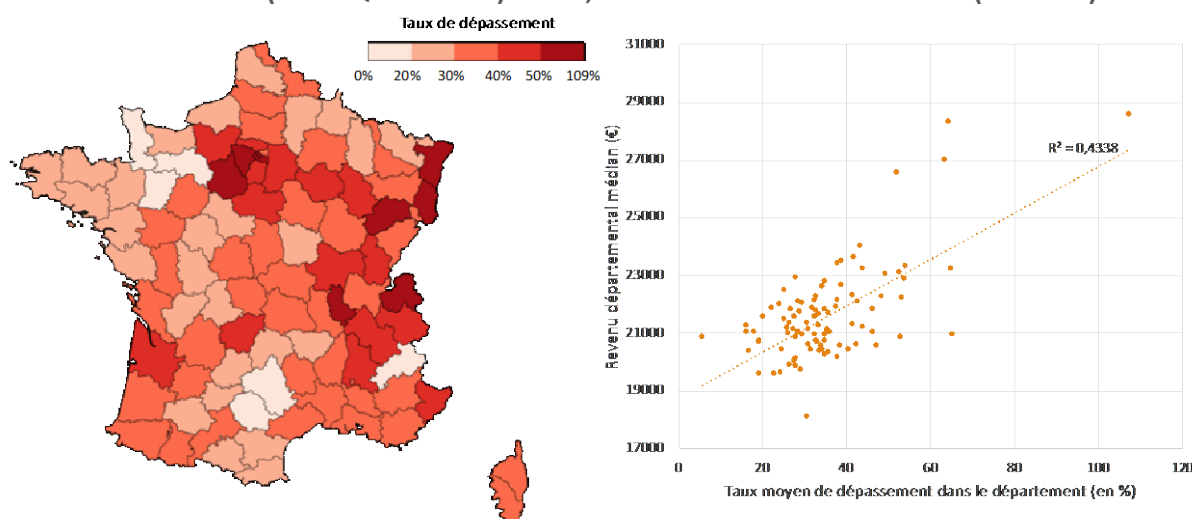 Taux de dépassement
0% 20% 30% 40% 50% 109%
31000
29000
27000
25000
23000
21000
19000
17000
Revenu départemental médian (€)
R² = 0,4338
0 20 40 60 80 100 120
Taux moyen de dépassement dans le département (en %)